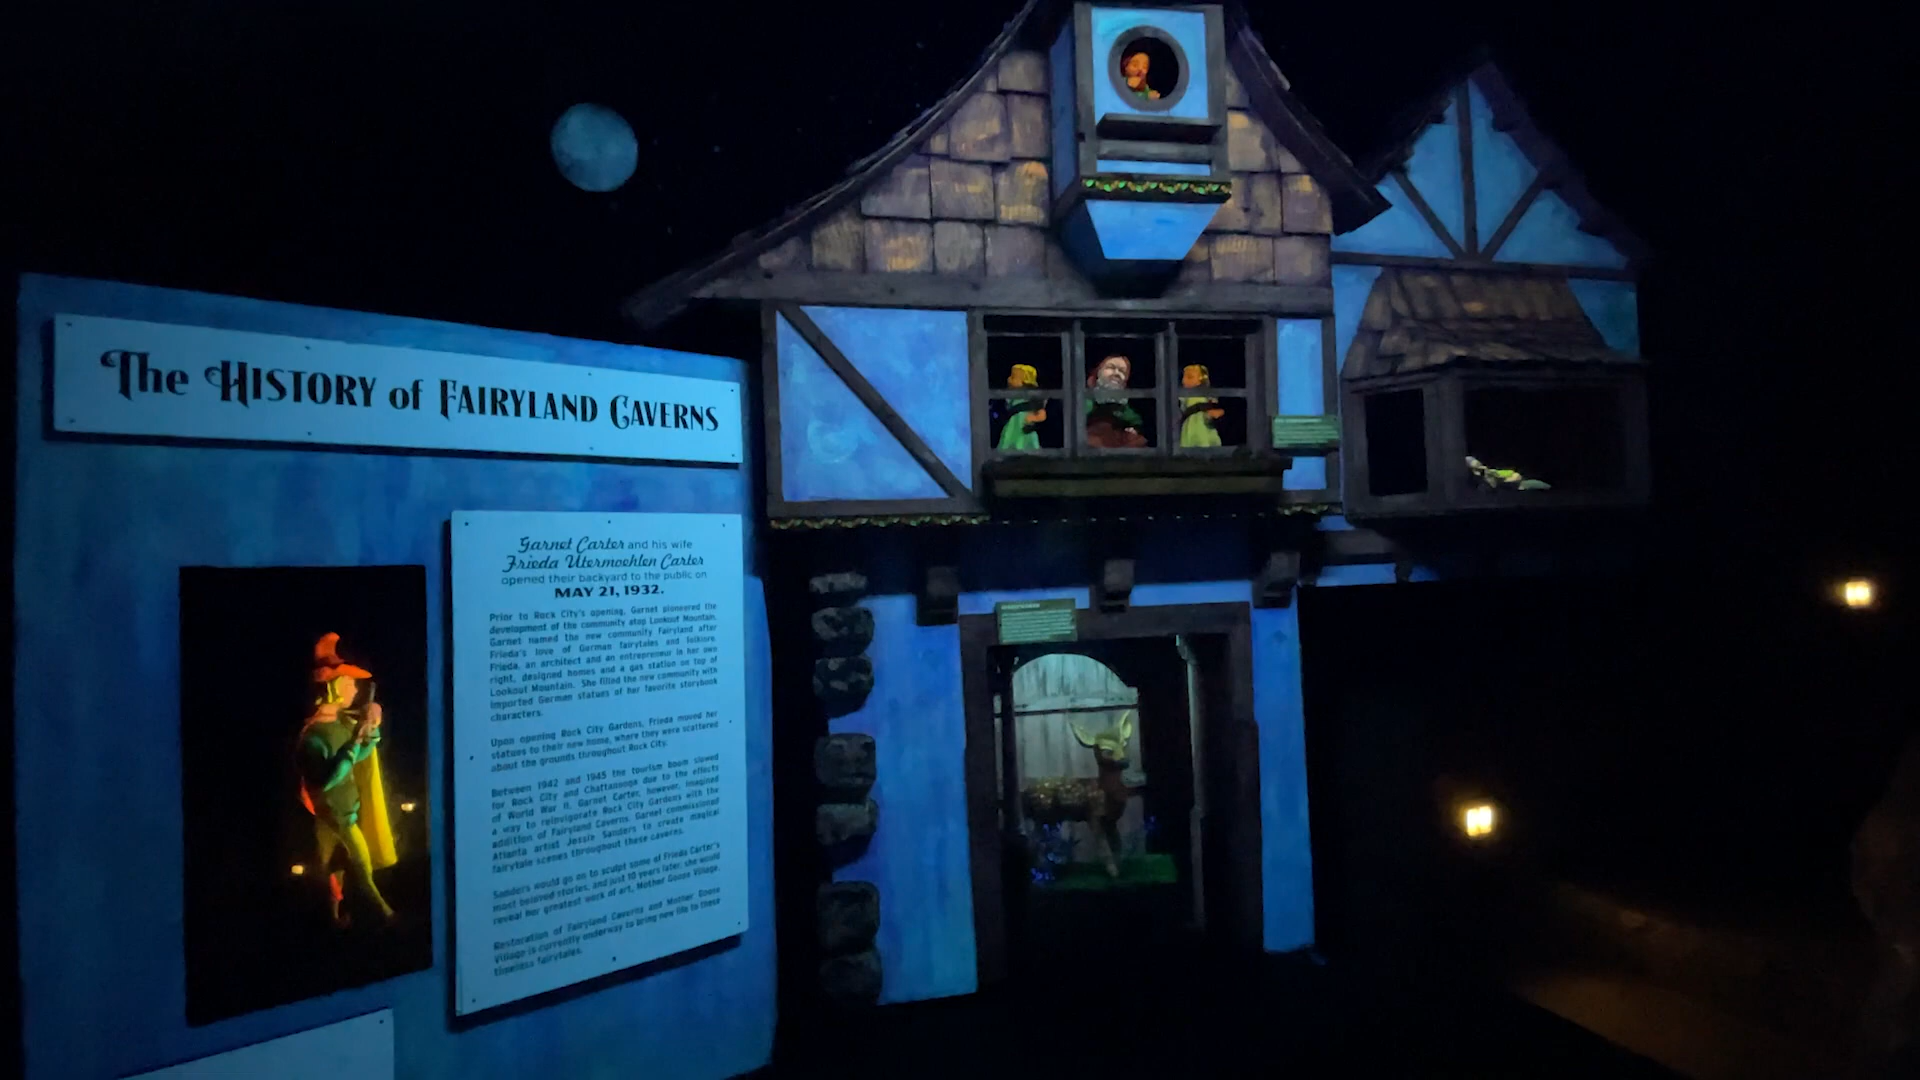 The HISTORY of FAIRYLAND CAVERNS
Garnet Carter and his wife
Frieda Utermoehlen Carter
opened their backyard to the public on
MAY 21, 1932.
Prior to Rock City's opening, Garnet pioneered the
development of the community atop Lookout Mountain.
Garnet named the new community Fairyland after
Frieda's love of German fairytales and folklore.
Frieda, an architect and an entrepreneur in her own
right, designed homes and a gas station on top of
Lookout Mountain. She filled the new community with
imported German statues of her favorite storybook
characters.
Upon opening Rock City Gardens, Frieda moved her
statues to their new home, where they were scattered
about the grounds throughout Rock City.
Between 1942 and 1945 the tourism boom slowed
for Rock City and Chattanooga due to the effects
of World War II. Garnet Carter, however, imagined
a way to reinvigorate Rock City Gardens with the
addition of Fairyland Caverns. Garnet commissioned
Atlanta artist Jessie Sanders to create magical
fairytale scenes throughout these caverns.
Sanders would go on to sculpt some of Frieda Carter's
most beloved stories, and just 10 years later, she would
reveal her greatest work of art, Mother Goose Village.
Restoration of Fairyland Caverns and Mother Goose
Village is currently underway to bring new life to these
timeless fairytales.